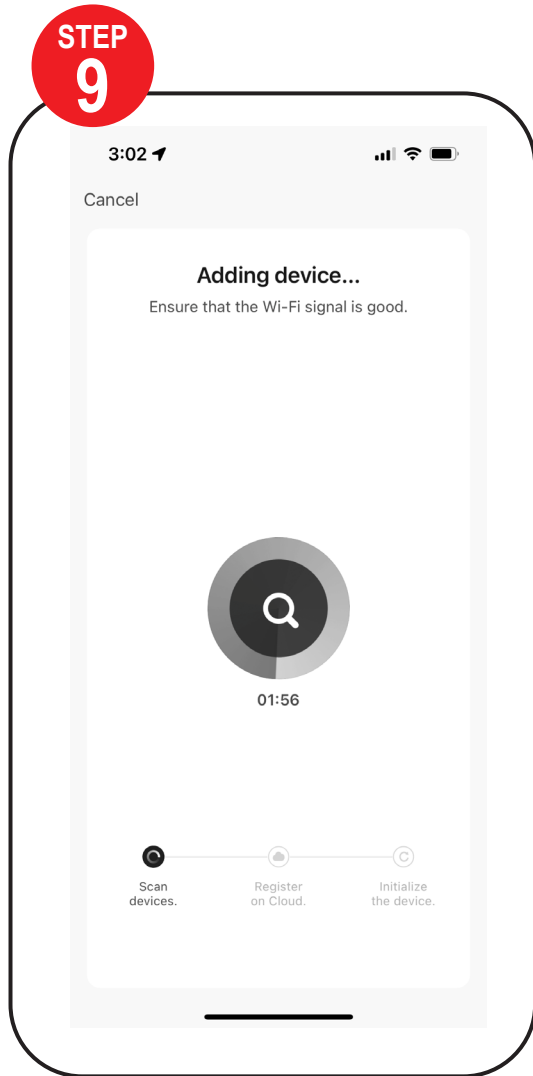 STEP
9
3:02
Cancel
Adding device...
Ensure that the Wi-Fi signal is good.
01:56
Scan
devices.
Register
on Cloud.
Initialize
the device.